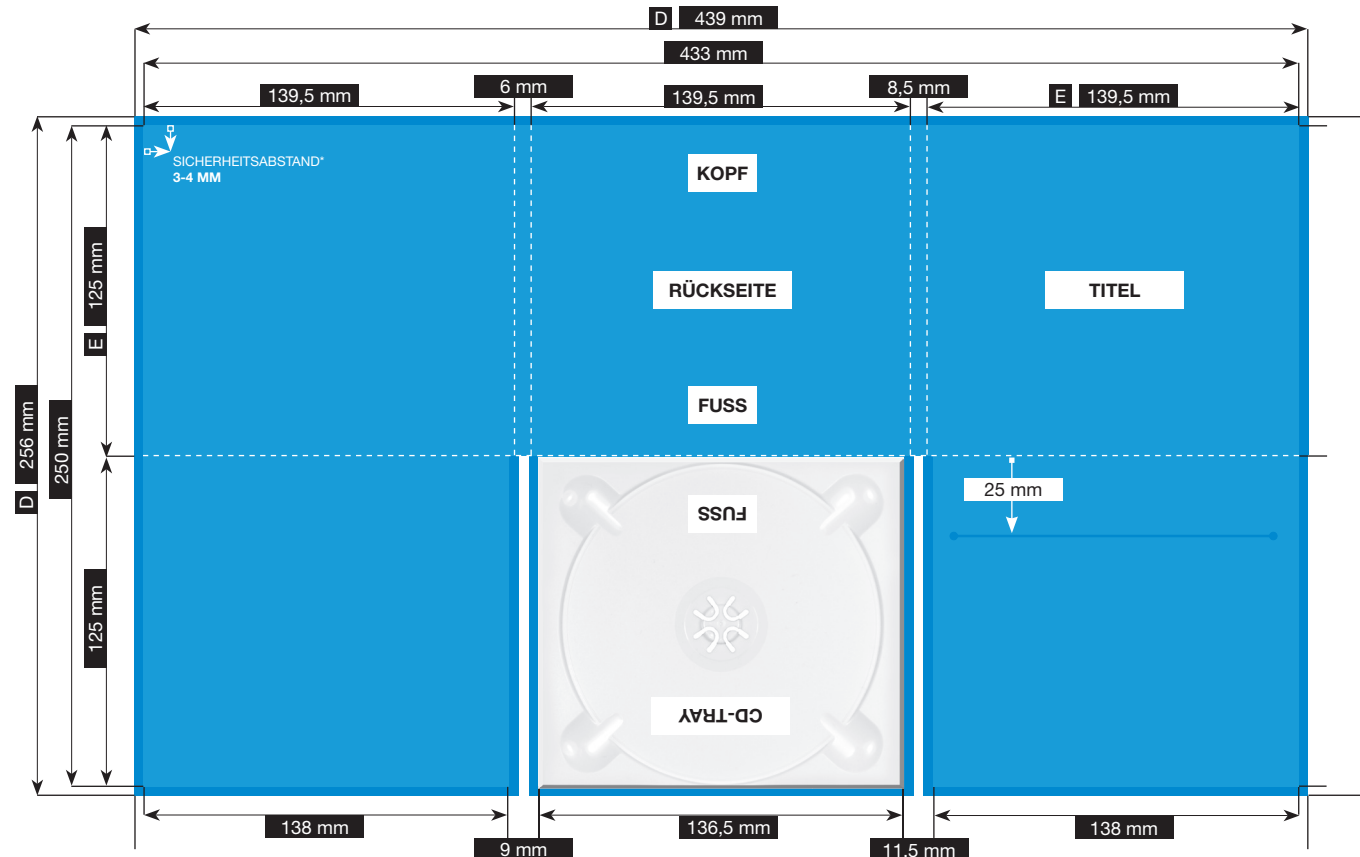 D 439 mm
433 mm
6 mm
8,5 mm
139,5 mm
139,5 mm
E 139,5 mm
SICHERHEITSABSTAND*
3-4 MM
KOPF
RÜCKSEITE
TITEL
FUSS
125 mm
E
D 256 mm
250 mm
125 mm
25 mm
FUSS
CD-TRAY
138 mm
136,5 mm
138 mm
9 mm
11,5 mm